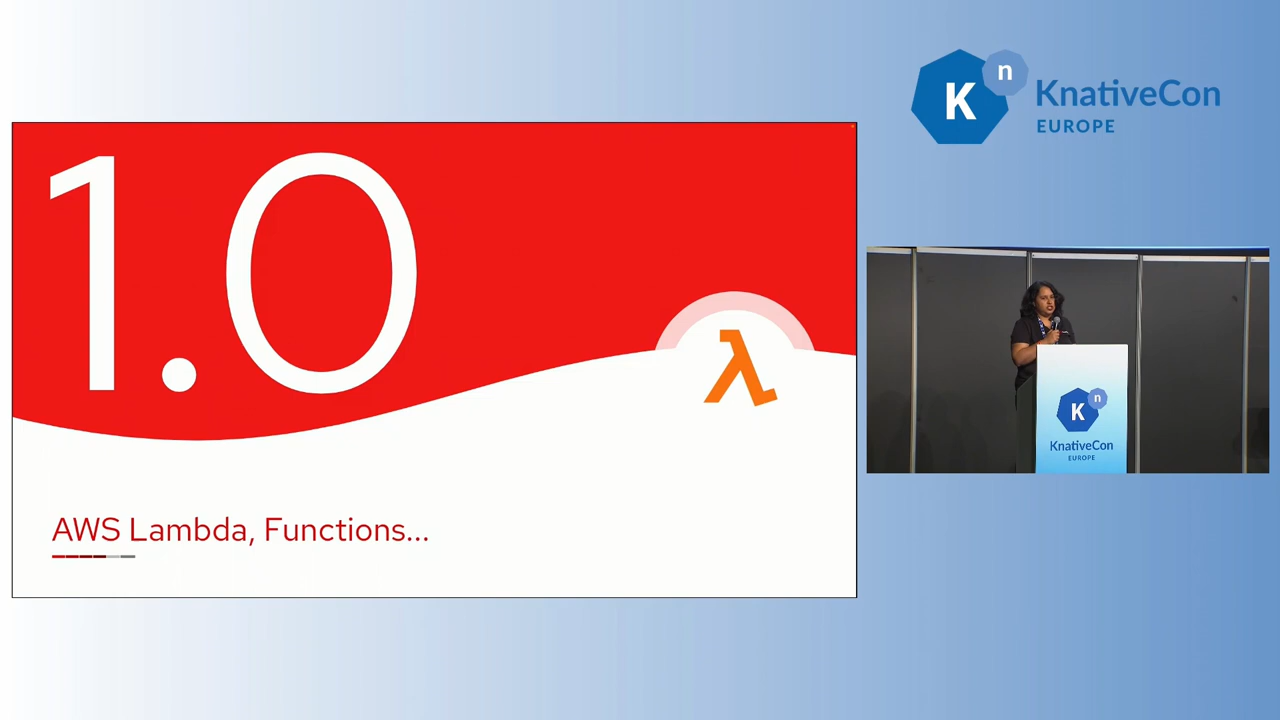 1.0
AWS Lambda, Functions...
K
n
KnativeCon
EUROPE
K
n
KnativeCon
EUROPE